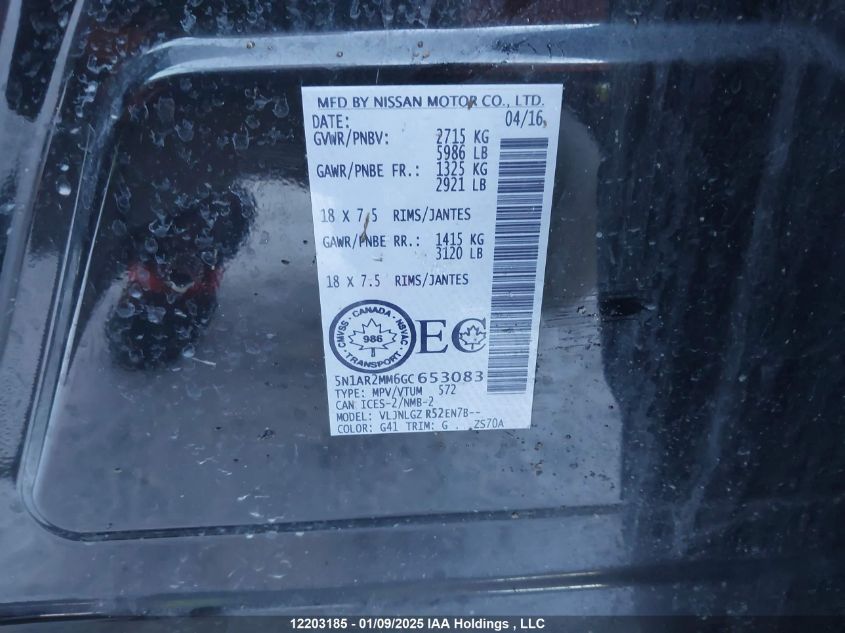 MFD BY NISSAN MOTOR CO., LTD.
DATE: 04/16
GVWR/PNBV: 2715 KG
5986 LB
GAWR/PNBE FR.: 1325 KG
2921 LB
18 X 7.5 RIMS/JANTES
GAWR/PNBE RR.: 1415 KG
3120 LB
18 X 7.5 RIMS/JANTES
CMVSS · CANADA · NSVAC · TRANSPORT ·
986
EC
5N1AR2MM6GC653083
TYPE: MPV/VTUM 572
CAN ICES-2/NMB-2
MODEL: VLJNLGZ R52EN7B--
COLOR: G41 TRIM: G ZS70A
12203185 - 01/09/2025 IAA Holdings , LLC